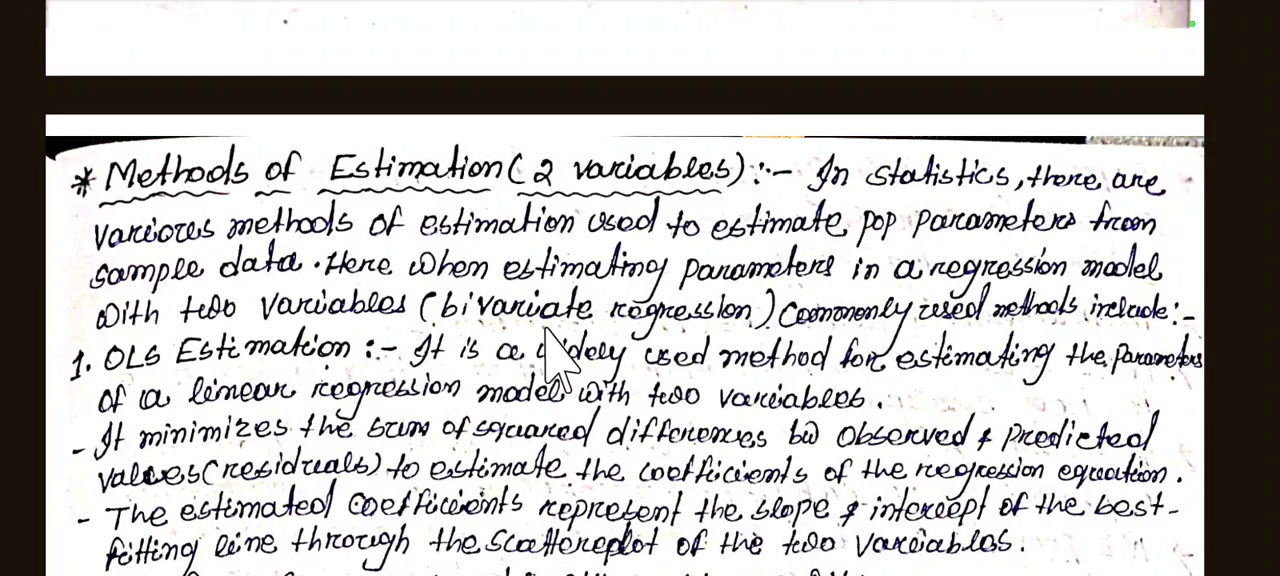 * Methods of Estimation (2 variables) :- In statistics, there are
various methods of estimation used to estimate pop parameters from
sample data. Here when estimating parameters in a regression model
with two variables (bivariate regression) commonly used methods include:-
1. OLS Estimation :- It is a widely used method for estimating the parameters
of a linear regression model with two variables.
- It minimizes the sum of squared differences bw observed & predicted
values (residuals) to estimate the coefficients of the regression equation.
- The estimated coefficients represent the slope & intercept of the best-
fitting line through the scatterplot of the two variables.